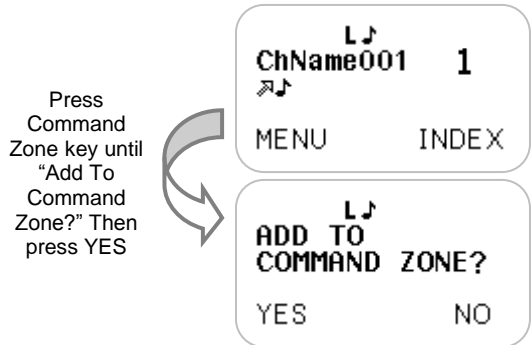 Press
Command
Zone key until
“Add To
Command
Zone?” Then
press YES
L♪
ChName001 1
♪
MENU INDEX
L♪
ADD TO
COMMAND ZONE?
YES NO